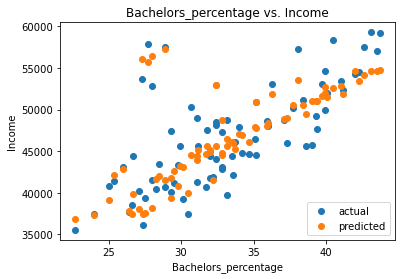 Bachelors_percentage vs. Income
60000
55000
50000
45000
40000
35000
Income
25
30
35
40
Bachelors_percentage
actual
predicted